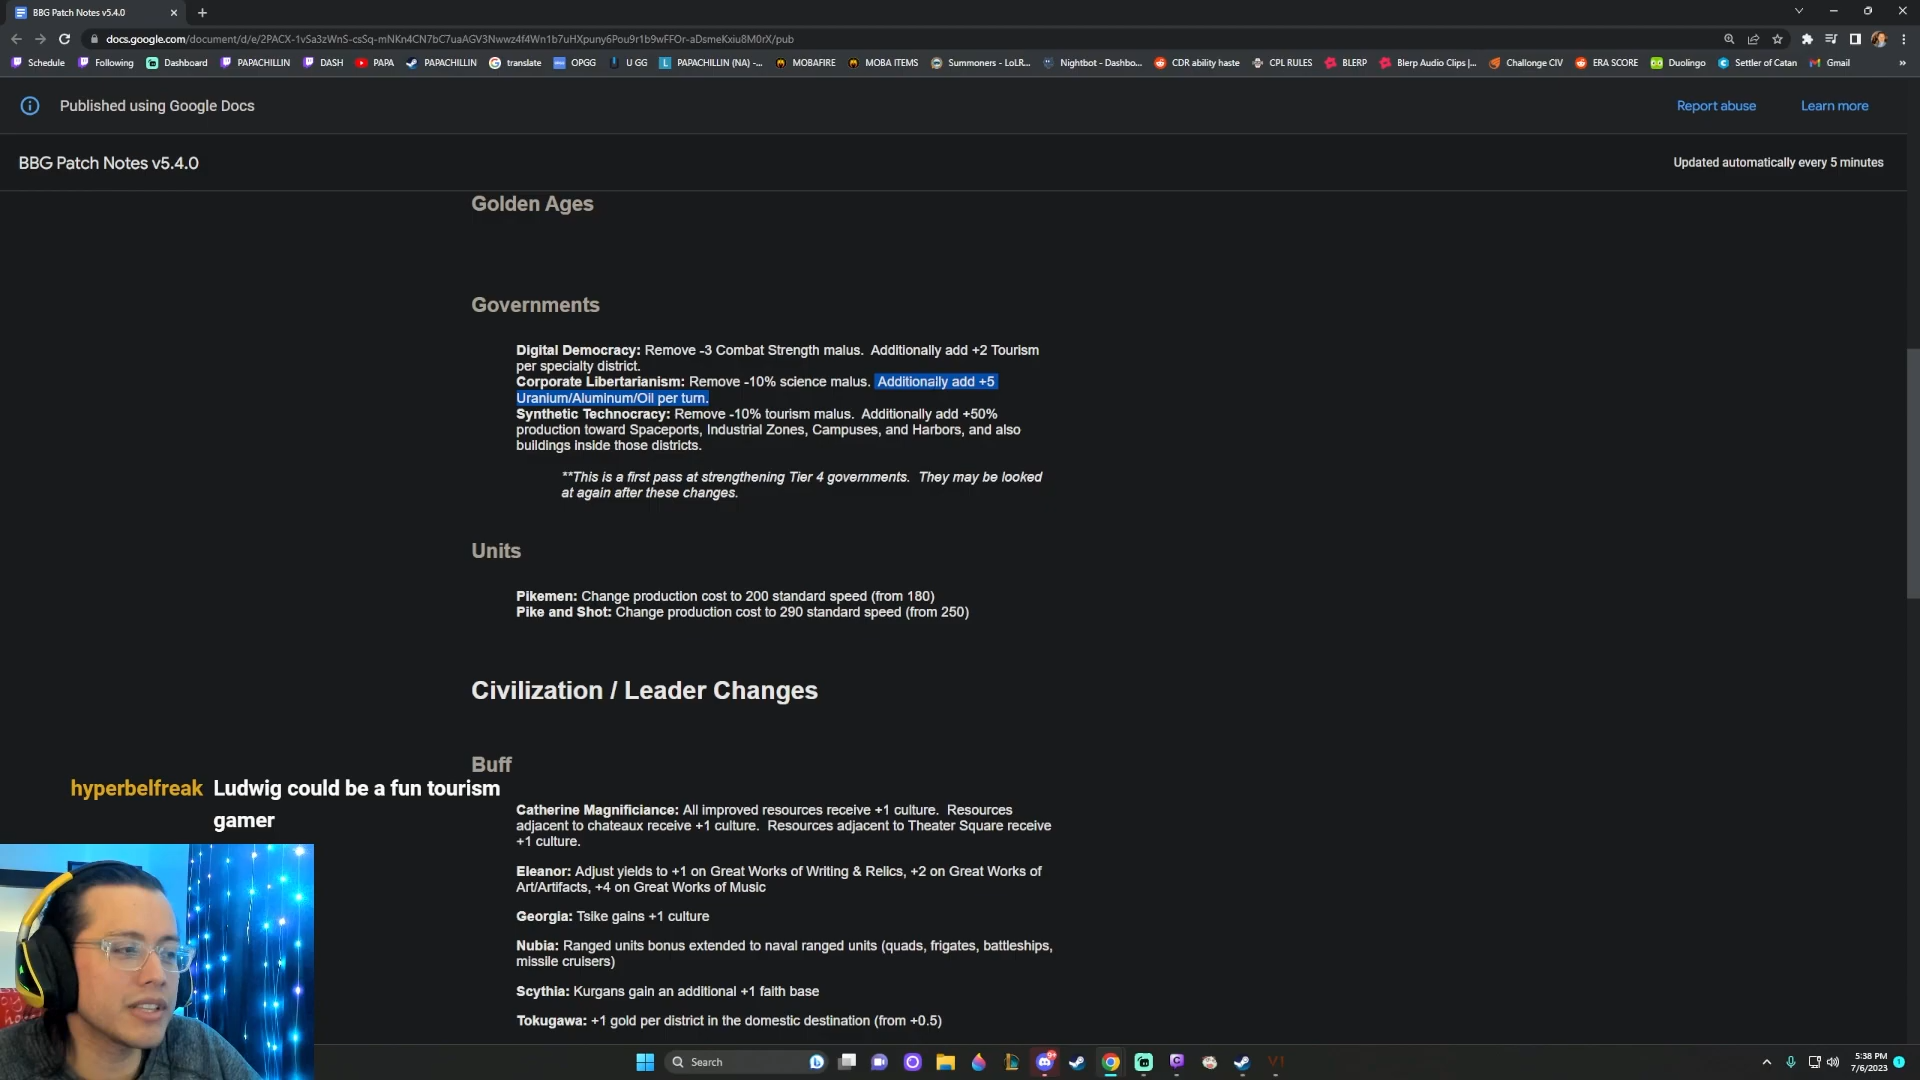 BBG Patch Notes v5.4.0
docs.google.com/document/d/e/2PACX-1vSa3zWnS-csSq-mNKn4CN7bC7uaAGV3Nwwz4f4Wn1b7uHXpuny6Pou9r1b9wFFOr-aDsmeKxiu8M0rX/pub
Schedule Following Dashboard PAPACHILLIN DASH PAPA PAPACHILLIN translate OPGG U GG PAPACHILLIN (NA) -... MOBAFIRE MOBA ITEMS Summoners - LoLR... Nightbot - Dashbo... CDR ability haste CPL RULES BLERP Blerp Audio Clips |... Challonge CIV ERA SCORE Duolingo Settler of Catan Gmail »
Published using Google Docs
Report abuse Learn more
BBG Patch Notes v5.4.0
Updated automatically every 5 minutes
Golden Ages
Governments
Digital Democracy: Remove -3 Combat Strength malus. Additionally add +2 Tourism
per specialty district.
Corporate Libertarianism: Remove -10% science malus. Additionally add +5
Uranium/Aluminum/Oil per turn.
Synthetic Technocracy: Remove -10% tourism malus. Additionally add +50%
production toward Spaceports, Industrial Zones, Campuses, and Harbors, and also
buildings inside those districts.
**This is a first pass at strengthening Tier 4 governments. They may be looked
at again after these changes.
Units
Pikemen: Change production cost to 200 standard speed (from 180)
Pike and Shot: Change production cost to 290 standard speed (from 250)
Civilization / Leader Changes
Buff
hyperbelfreak Ludwig could be a fun tourism
gamer
Catherine Magnificiance: All improved resources receive +1 culture. Resources
adjacent to chateaux receive +1 culture. Resources adjacent to Theater Square receive
+1 culture.
Eleanor: Adjust yields to +1 on Great Works of Writing & Relics, +2 on Great Works of
Art/Artifacts, +4 on Great Works of Music
Georgia: Tsike gains +1 culture
Nubia: Ranged units bonus extended to naval ranged units (quads, frigates, battleships,
missile cruisers)
Scythia: Kurgans gain an additional +1 faith base
Tokugawa: +1 gold per district in the domestic destination (from +0.5)
Search
5:38 PM
7/6/2023